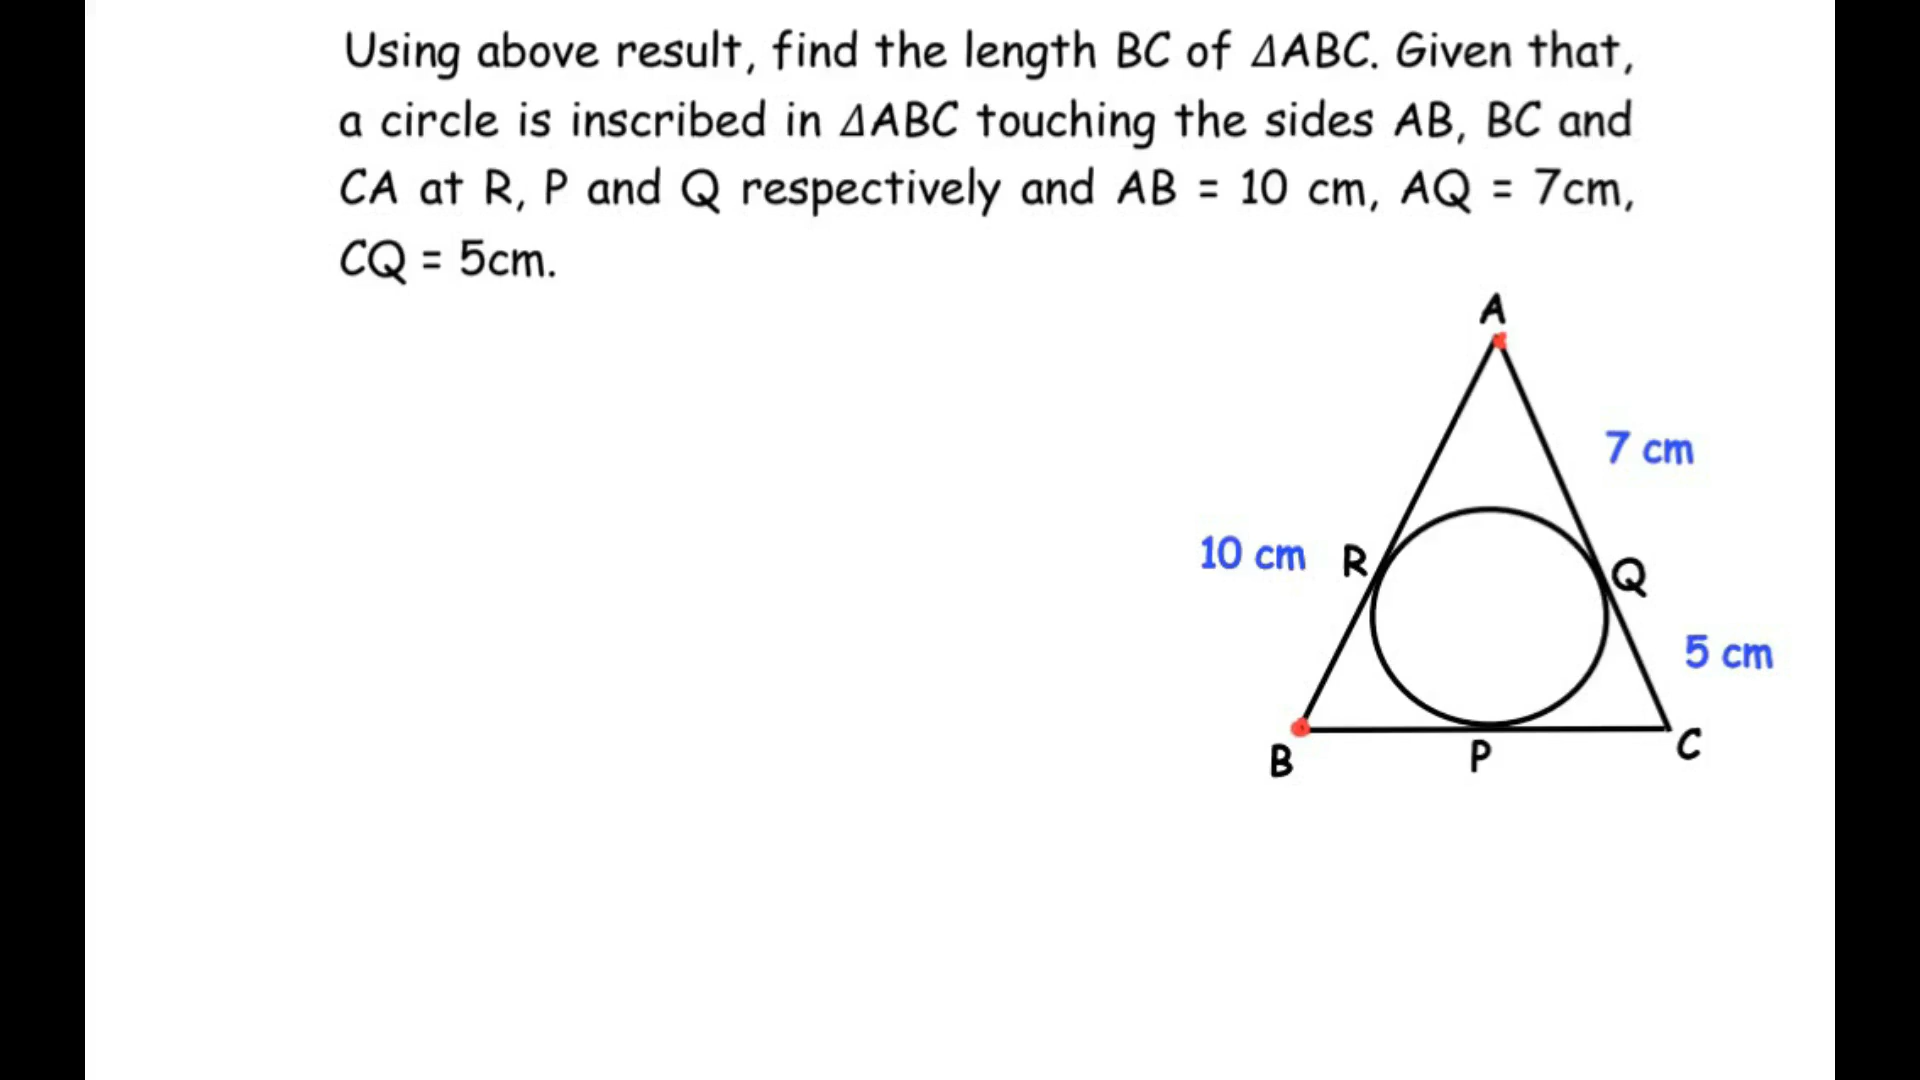 Using above result, find the length BC of ΔABC. Given that,
a circle is inscribed in ΔABC touching the sides AB, BC and
CA at R, P and Q respectively and AB = 10 cm, AQ = 7cm,
CQ = 5cm.
A
7 cm
10 cm
R
Q
5 cm
B
P
C